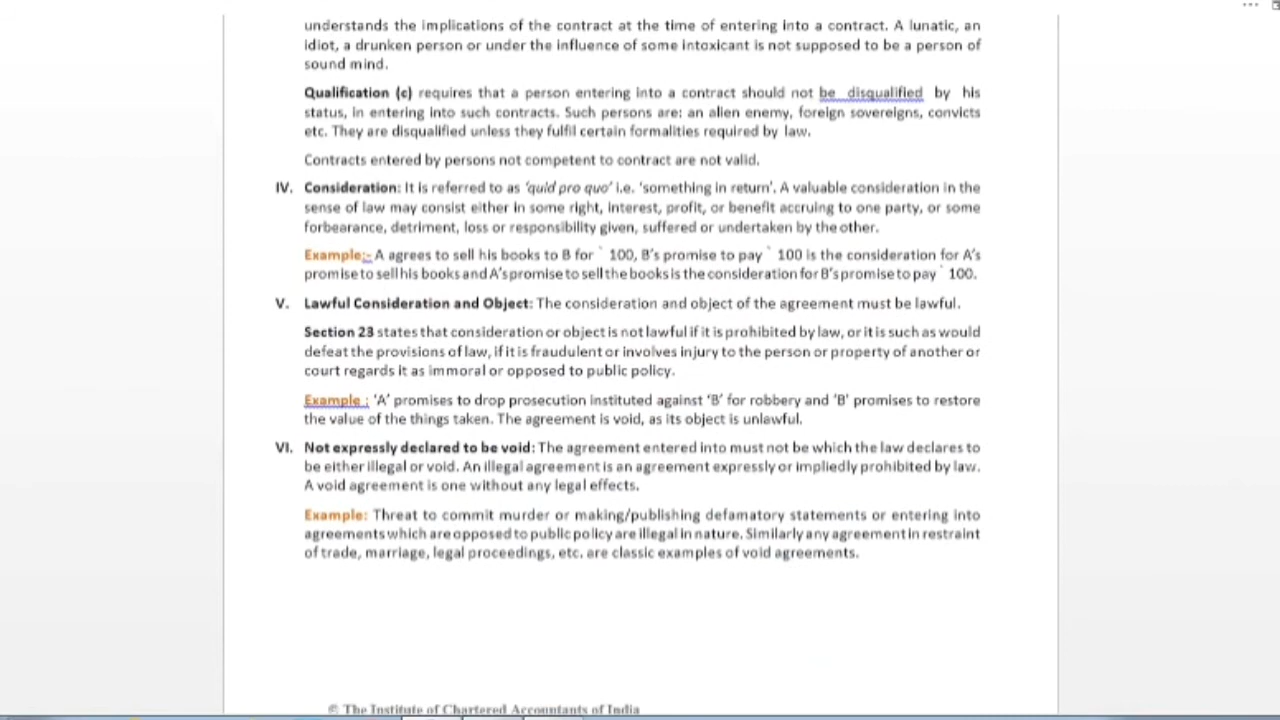 understands the implications of the contract at the time of entering into a contract. A lunatic, an
idiot, a drunken person or under the influence of some intoxicant is not supposed to be a person of
sound mind.
Qualification (c) requires that a person entering into a contract should not be disqualified by his
status, in entering into such contracts. Such persons are: an alien enemy, foreign sovereigns, convicts
etc. They are disqualified unless they fulfil certain formalities required by law.
Contracts entered by persons not competent to contract are not valid.
IV. Consideration: It is referred to as 'quid pro quo' i.e. 'something in return'. A valuable consideration in the
sense of law may consist either in some right, interest, profit, or benefit accruing to one party, or some
forbearance, detriment, loss or responsibility given, suffered or undertaken by the other.
Example:- A agrees to sell his books to B for ` 100, B's promise to pay ` 100 is the consideration for A's
promise to sell his books and A's promise to sell the books is the consideration for B's promise to pay ` 100.
V. Lawful Consideration and Object: The consideration and object of the agreement must be lawful.
Section 23 states that consideration or object is not lawful if it is prohibited by law, or it is such as would
defeat the provisions of law, if it is fraudulent or involves injury to the person or property of another or
court regards it as immoral or opposed to public policy.
Example : 'A' promises to drop prosecution instituted against 'B' for robbery and 'B' promises to restore
the value of the things taken. The agreement is void, as its object is unlawful.
VI. Not expressly declared to be void: The agreement entered into must not be which the law declares to
be either illegal or void. An illegal agreement is an agreement expressly or impliedly prohibited by law.
A void agreement is one without any legal effects.
Example: Threat to commit murder or making/publishing defamatory statements or entering into
agreements which are opposed to public policy are illegal in nature. Similarly any agreement in restraint
of trade, marriage, legal proceedings, etc. are classic examples of void agreements.
© The Institute of Chartered Accountants of India